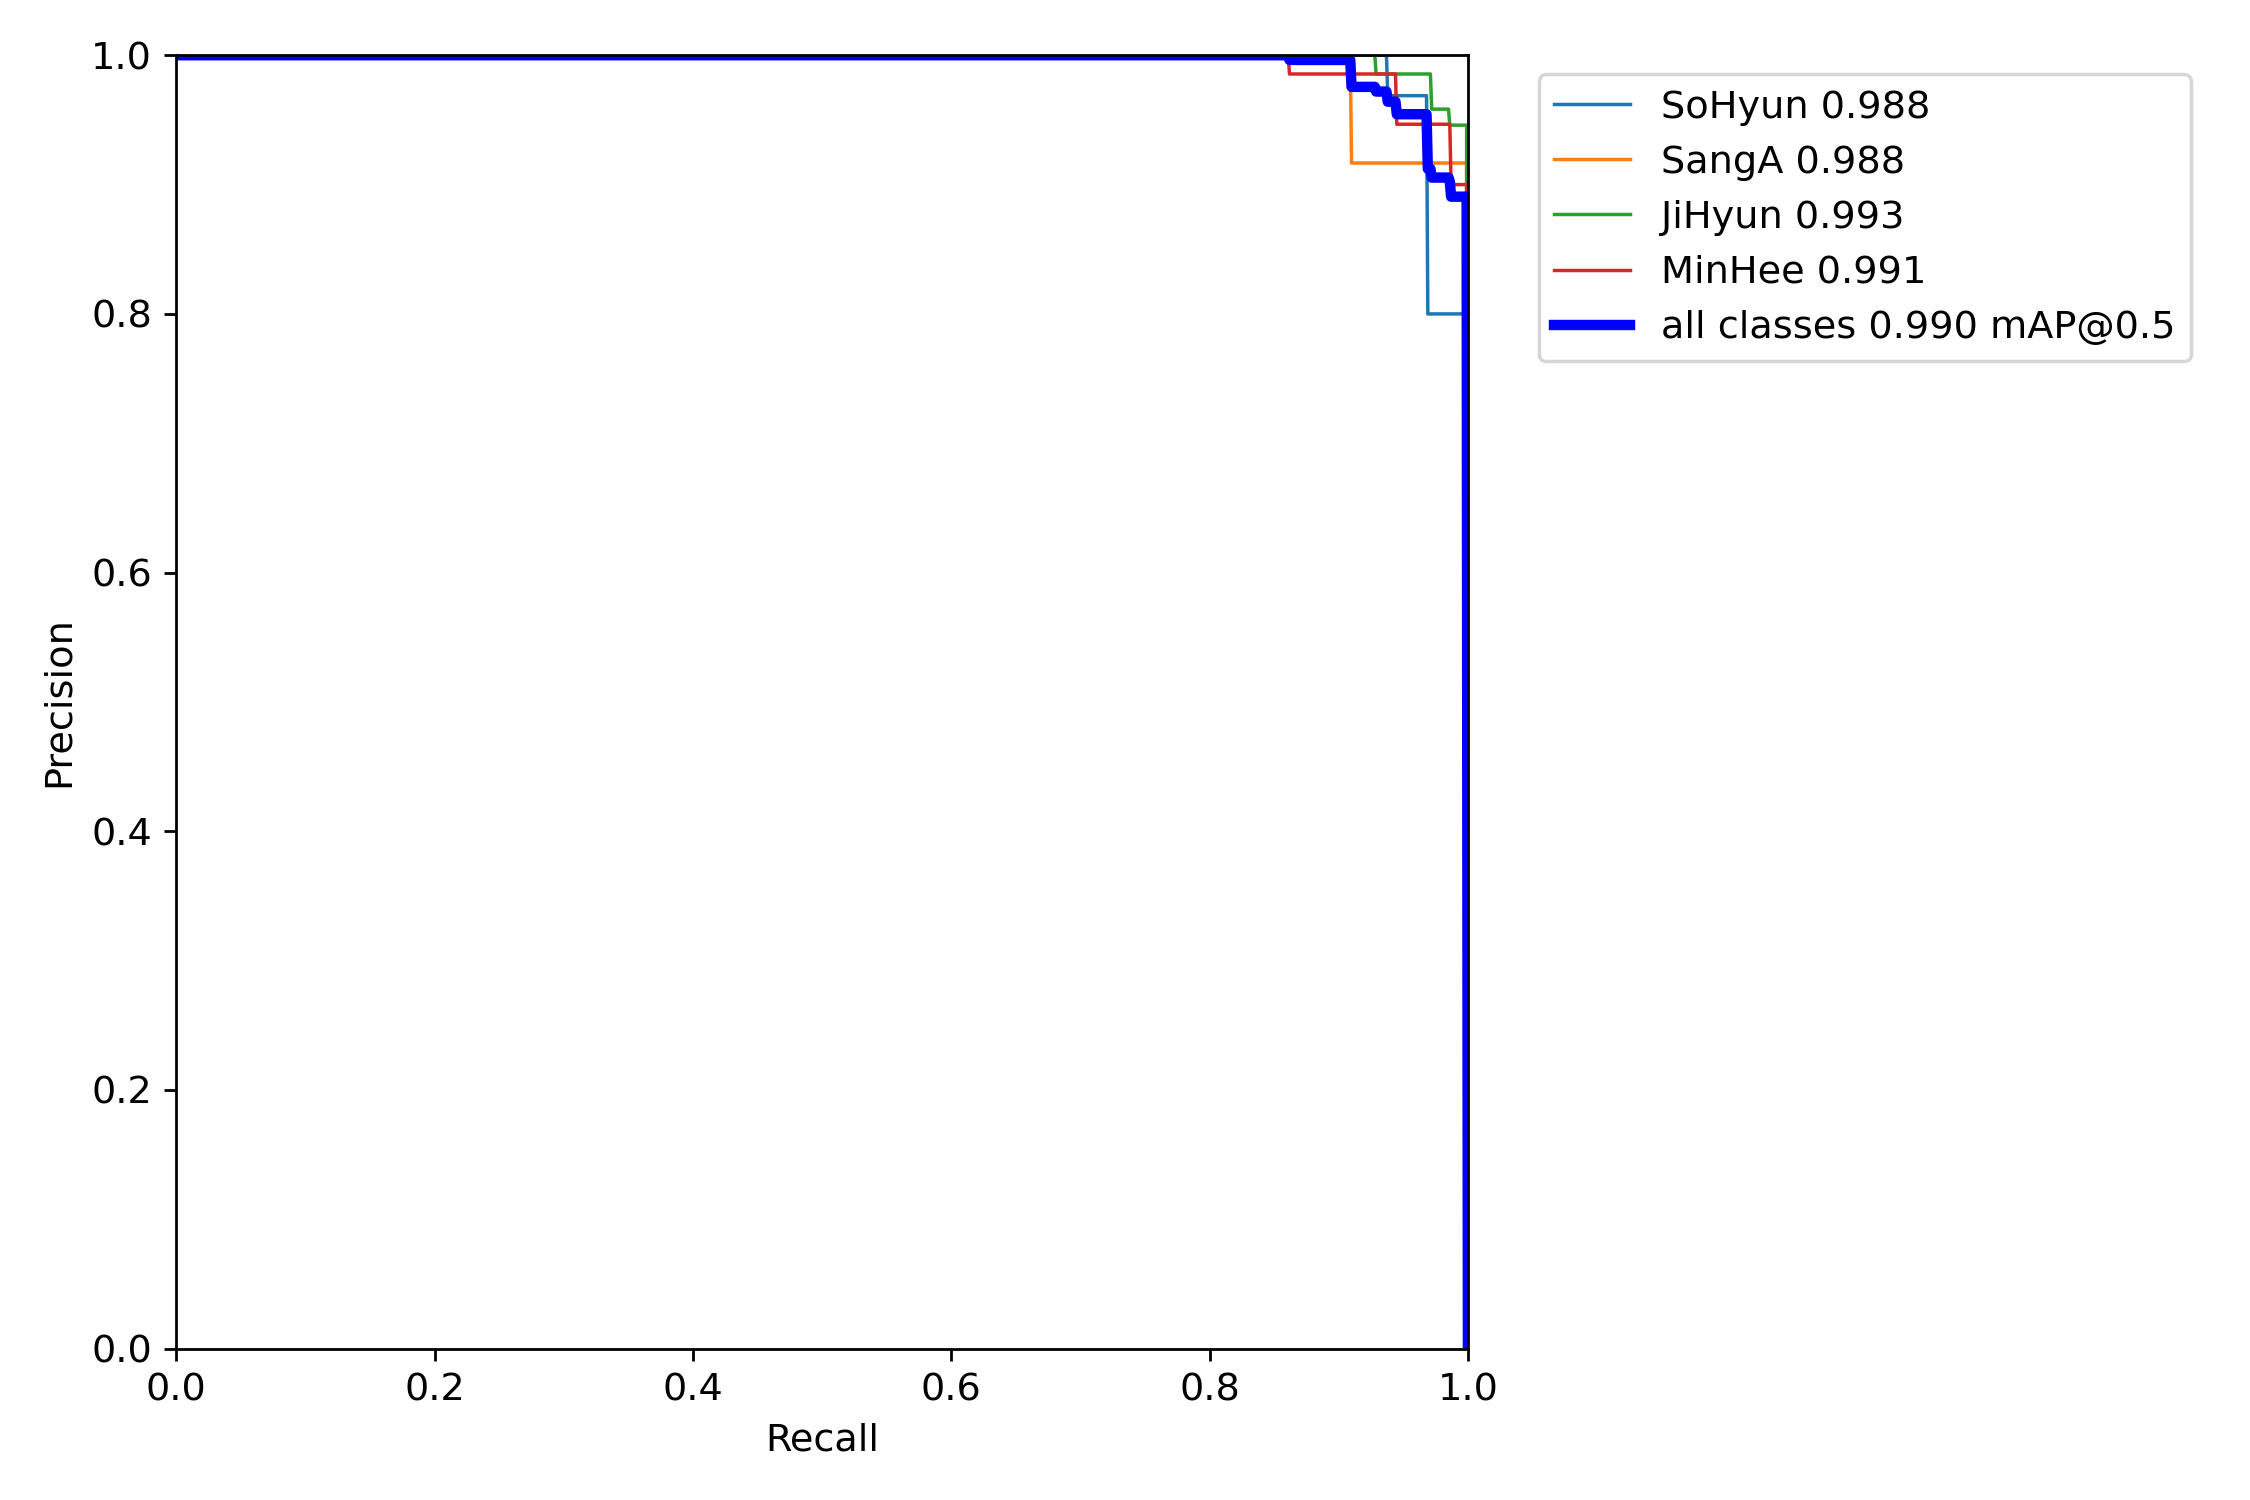 1.0
0.8
0.6
0.4
0.2
0.0
Precision
0.0 0.2 0.4 0.6 0.8 1.0
Recall
SoHyun 0.988
SangA 0.988
JiHyun 0.993
MinHee 0.991
all classes 0.990 mAP@0.5